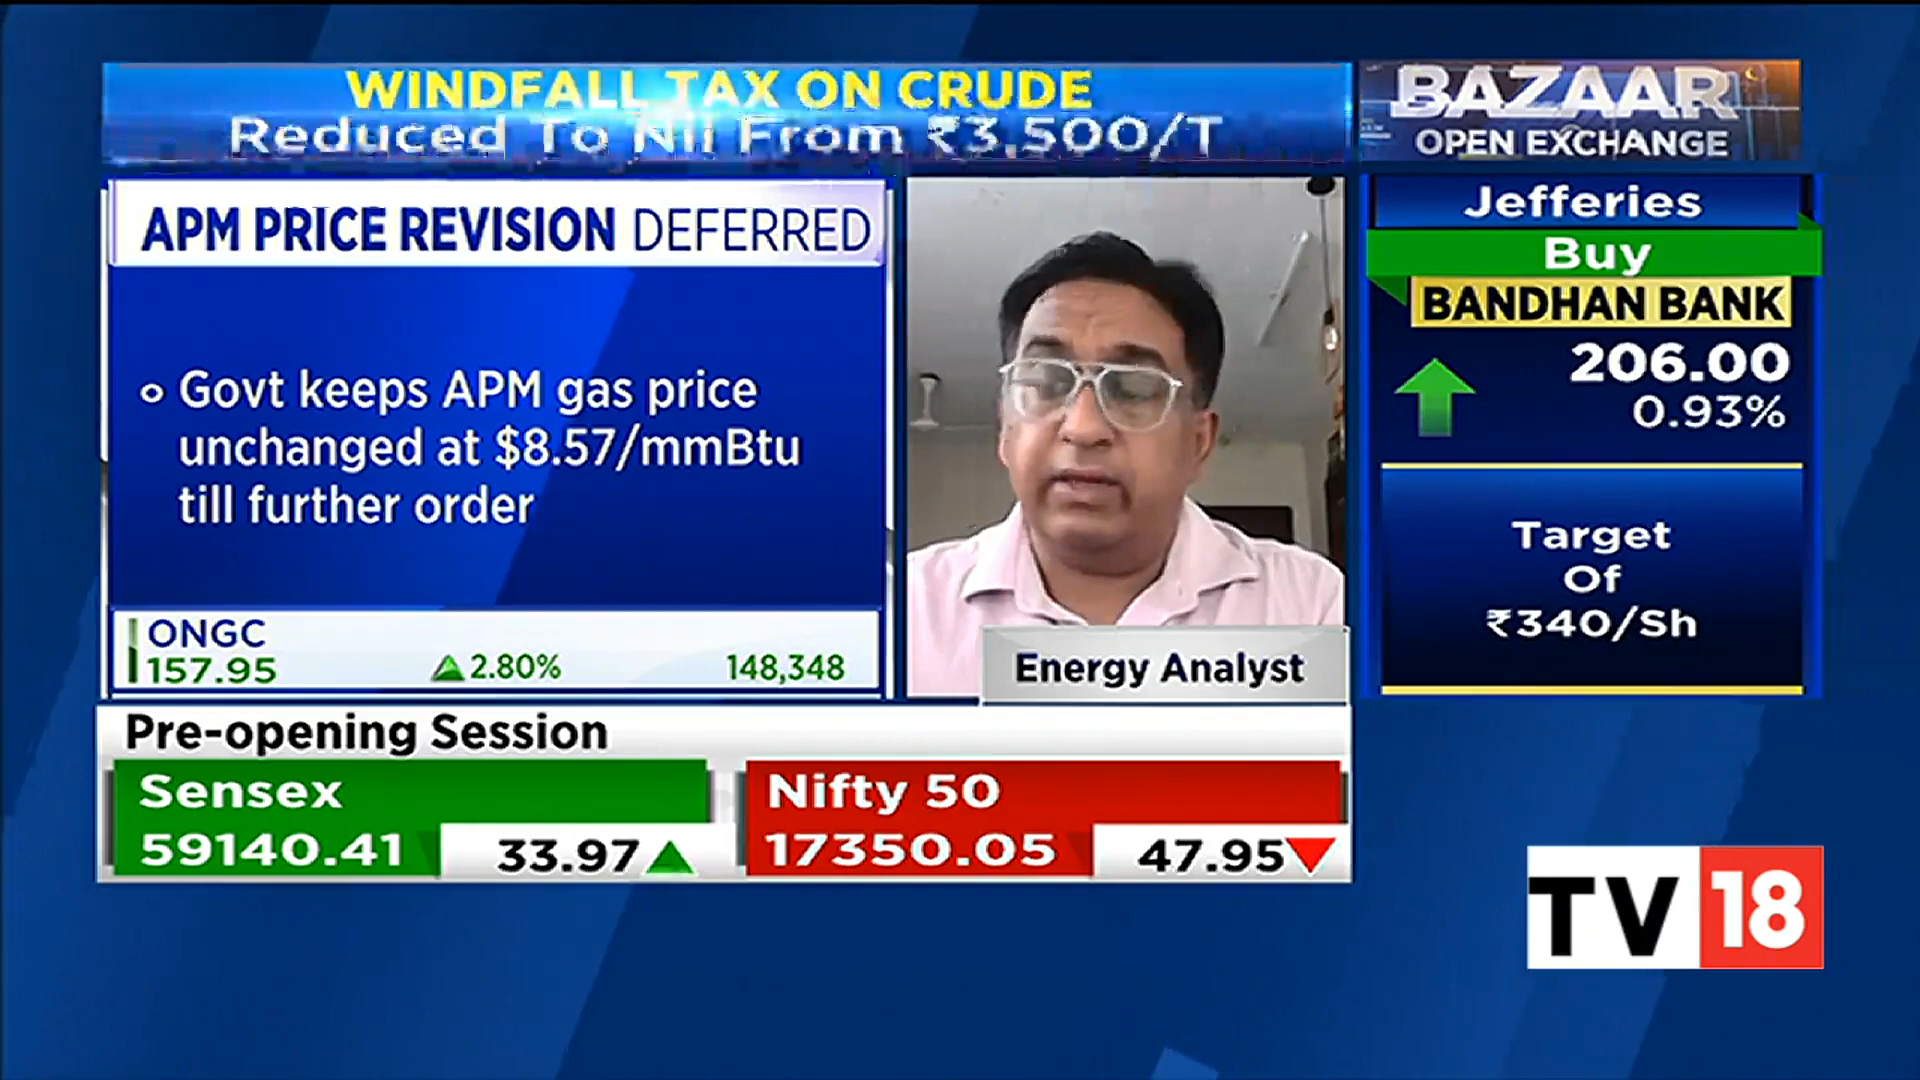 WINDFALL TAX ON CRUDE
Reduced To Nil From ₹3,500/T
BAZAAR
OPEN EXCHANGE
APM PRICE REVISION DEFERRED
Govt keeps APM gas price
unchanged at $8.57/mmBtu
till further order
ONGC
157.95 2.80% 148,348
Energy Analyst
Jefferies
Buy
BANDHAN BANK
206.00
0.93%
Target
Of
₹340/Sh
Pre-opening Session
Sensex
59140.41 33.97
Nifty 50
17350.05 47.95
TV18